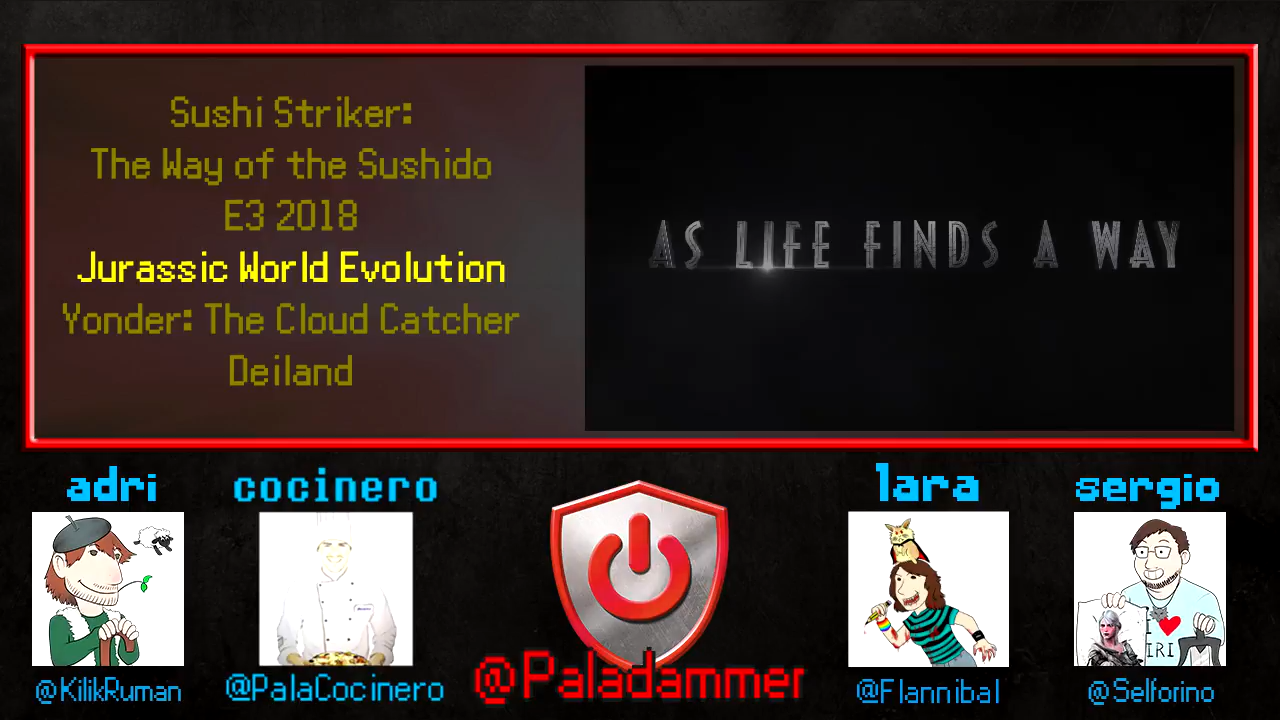 Sushi Striker:
The Way of the Sushido
E3 2018
Jurassic World Evolution
Yonder: The Cloud Catcher
Deiland
AS LIFE FINDS A WAY
adri
cocinero
lara
sergio
I ❤
IRI
@KilikRuman
@PalaCocinero
@Paladammer
@Flannibal
@Selforino